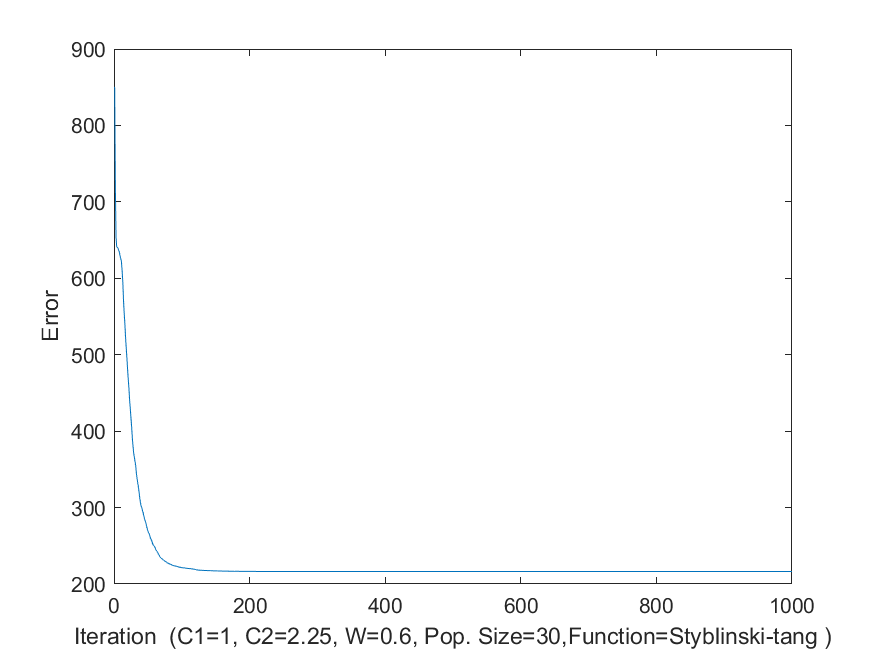 900
800
700
600
500
400
300
200
Error
0 200 400 600 800 1000
Iteration  (C1=1, C2=2.25, W=0.6, Pop. Size=30,Function=Styblinski-tang )